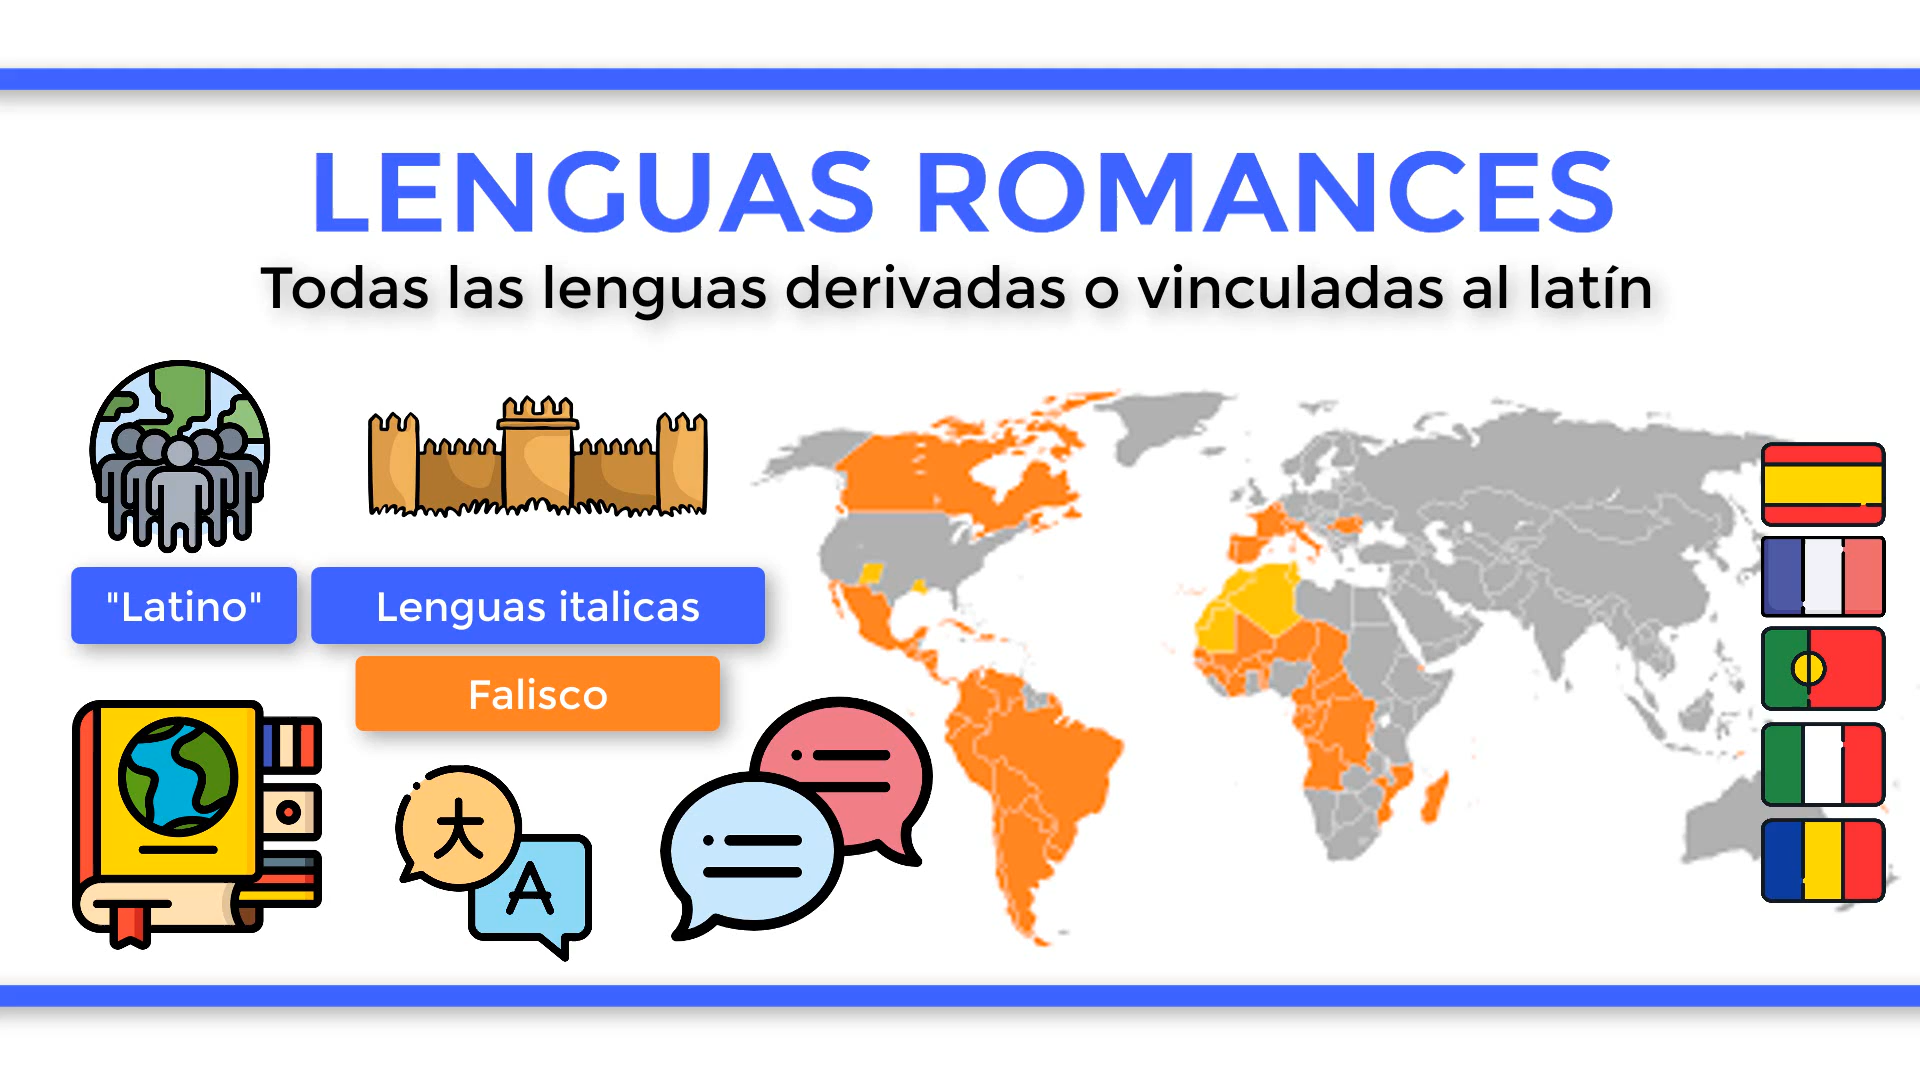 LENGUAS ROMANCES
Todas las lenguas derivadas o vinculadas al latín
"Latino"
Lenguas italicas
Falisco
大
A